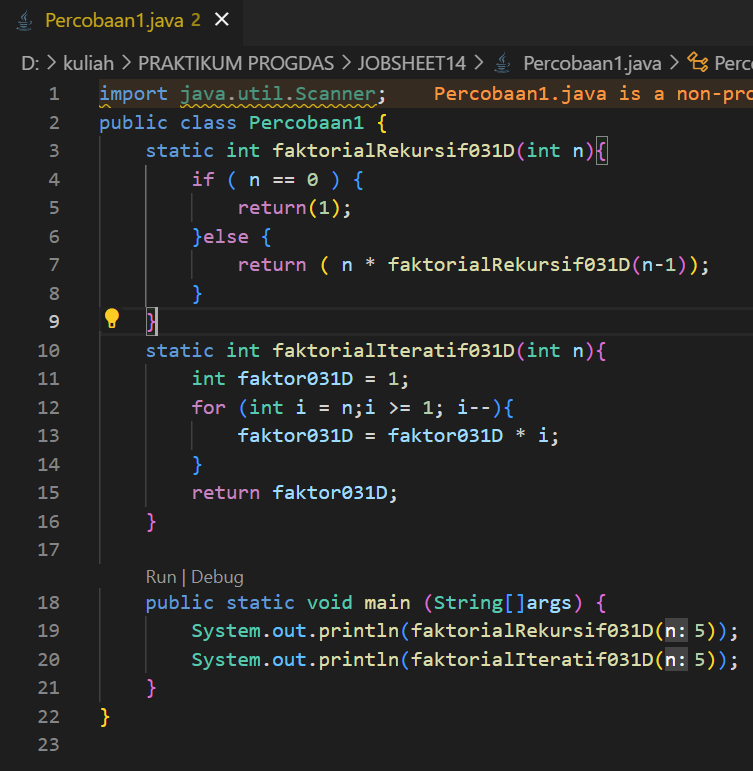 Percobaan1.java 2 ×
D: > kuliah > PRAKTIKUM PROGDAS > JOBSHEET14 > Percobaan1.java >
1 import java.util.Scanner; Percobaan1.java is a
2 public class Percobaan1 {
3 static int faktorialRekursif031D(int n){
4 if ( n == 0 ) {
5 return(1);
6 }else {
7 return ( n * faktorialRekursif031D(n-1));
8 }
9 }
10 static int faktorialIteratif031D(int n){
11 int faktor031D = 1;
12 for (int i = n;i >= 1; i--){
13 faktor031D = faktor031D * i;
14 }
15 return faktor031D;
16 }
17
Run | Debug
18 public static void main (String[]args) {
19 System.out.println(faktorialRekursif031D(n: 5));
20 System.out.println(faktorialIteratif031D(n: 5));
21 }
22 }
23